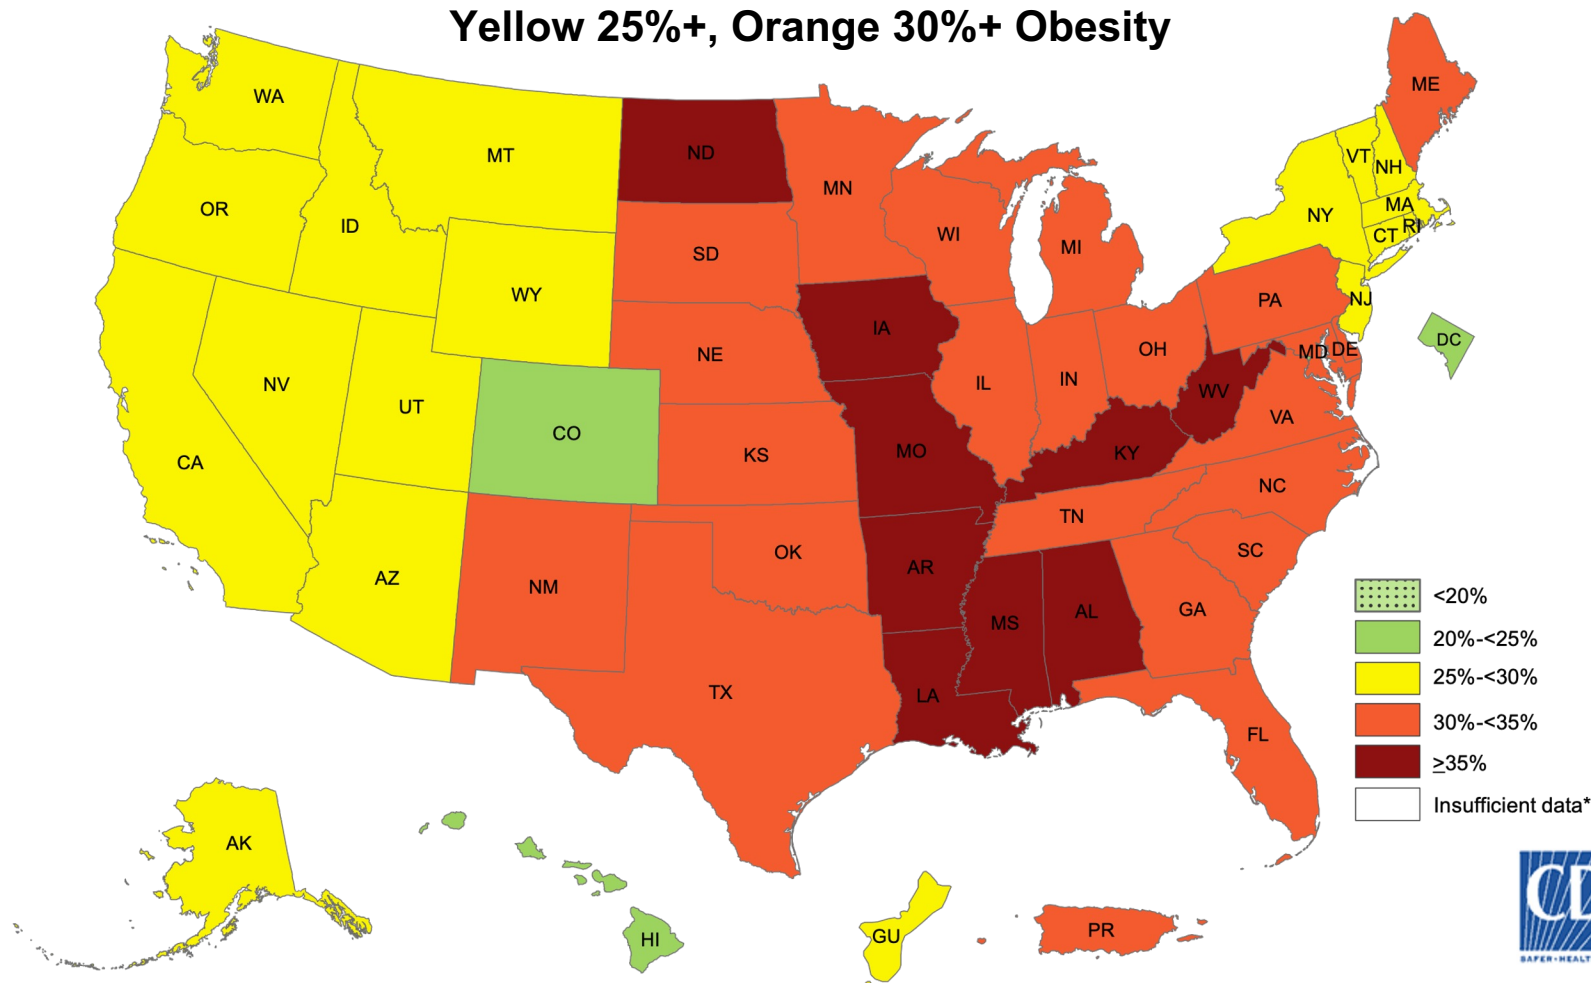 Yellow 25%+, Orange 30%+ Obesity
ME
WA
ND
MT
VT
NH
MN
MA
OR
NY
RI
ID
WI
CT
MI
SD
WY
NJ
PA
IA
DC
OH
MD
DE
NE
IN
IL
NV
WV
UT
VA
CO
MO
KY
KS
CA
NC
TN
OK
SC
AR
AZ
NM
GA
AL
MS
TX
LA
FL
<20%
20%-<25%
25%-<30%
30%-<35%
≥35%
Insufficient data*
AK
HI
GU
PR